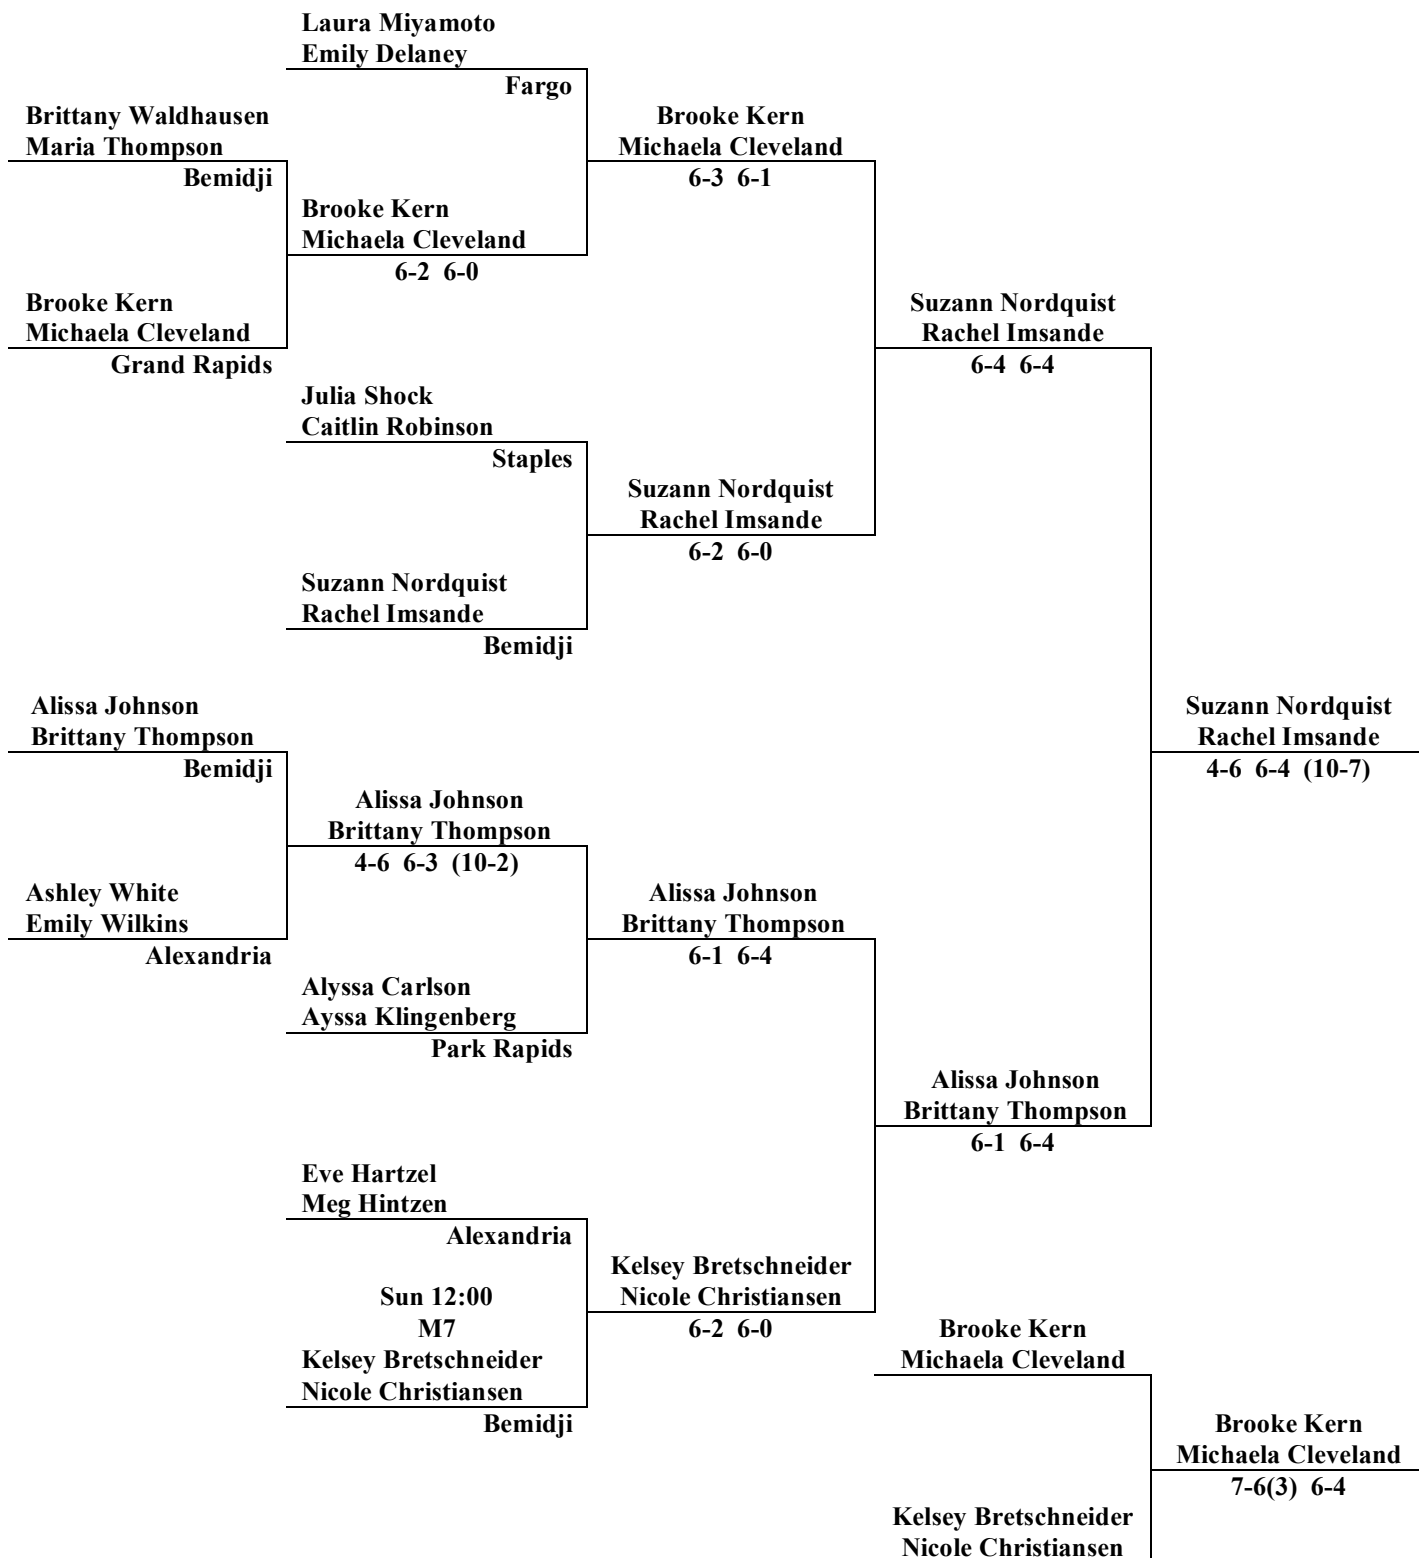 Laura Miyamoto
Emily Delaney
Fargo
Brittany Waldhausen
Maria Thompson
Bemidji
Brooke Kern
Michaela Cleveland
6-3 6-1
Brooke Kern
Michaela Cleveland
6-2 6-0
Brooke Kern
Michaela Cleveland
Grand Rapids
Suzann Nordquist
Rachel Imsande
6-4 6-4
Julia Shock
Caitlin Robinson
Staples
Suzann Nordquist
Rachel Imsande
6-2 6-0
Suzann Nordquist
Rachel Imsande
Bemidji
Alissa Johnson
Brittany Thompson
Bemidji
Suzann Nordquist
Rachel Imsande
4-6 6-4 (10-7)
Alissa Johnson
Brittany Thompson
4-6 6-3 (10-2)
Ashley White
Emily Wilkins
Alexandria
Alissa Johnson
Brittany Thompson
6-1 6-4
Alyssa Carlson
Ayssa Klingenberg
Park Rapids
Alissa Johnson
Brittany Thompson
6-1 6-4
Eve Hartzel
Meg Hintzen
Alexandria
Kelsey Bretschneider
Nicole Christiansen
6-2 6-0
Sun 12:00
M7
Kelsey Bretschneider
Nicole Christiansen
Bemidji
Brooke Kern
Michaela Cleveland
Brooke Kern
Michaela Cleveland
7-6(3) 6-4
Kelsey Bretschneider
Nicole Christiansen